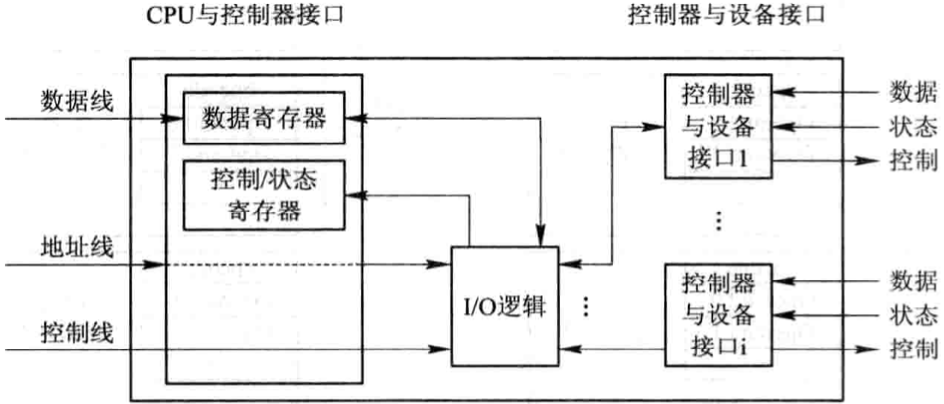 CPU与控制器接口
控制器与设备接口
数据线
数据寄存器
控制/状态
寄存器
地址线
控制线
I/O逻辑
⋮
控制器
与设备
接口1
数据
状态
控制
⋮
控制器
与设备
接口i
数据
状态
控制